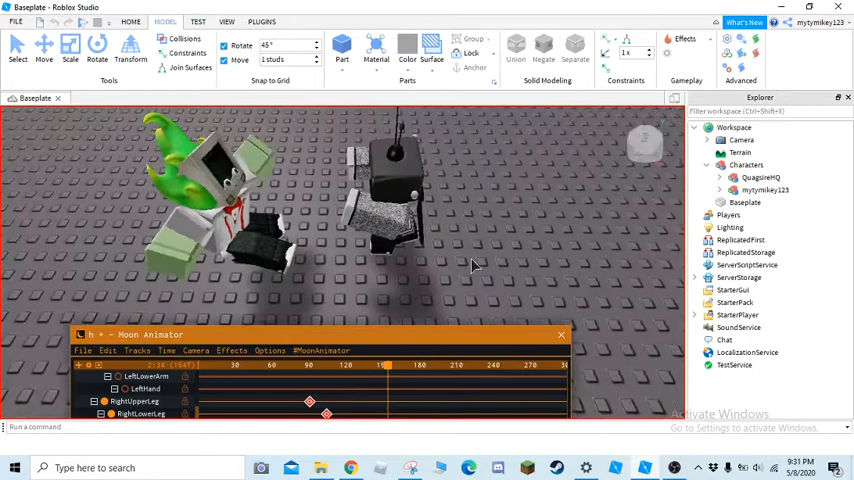 Baseplate - Roblox Studio
FILE HOME MODEL TEST VIEW PLUGINS What's New mytymikey123
Select Move Scale Rotate Transform
Collisions
Constraints
Join Surfaces
Tools
Rotate 45°
Move 1 studs
Snap to Grid
Part Material Color Surface
Group
Lock
Anchor
Parts
Union Negate Separate
Solid Modeling
Scale 1x
Constraints
Effects
Gameplay
Advanced
Baseplate
Explorer
Filter workspace (Ctrl+Shift+X)
Workspace
Camera
Terrain
Characters
QuagsireHQ
mytymikey123
Baseplate
Players
Lighting
ReplicatedFirst
ReplicatedStorage
ServerScriptService
ServerStorage
StarterGui
StarterPack
StarterPlayer
SoundService
Chat
LocalizationService
TestService
h * - Moon Animator
File Edit Tracks Time Camera Effects Options #MoonAnimator
2:34 (154f) 30 60 90 120 180 210 240 270
LeftLowerArm
LeftHand
RightUpperLeg
RightLowerLeg
Activate Windows
Go to Settings to activate Windows.
Run a command
Type here to search
9:31 PM
5/8/2020